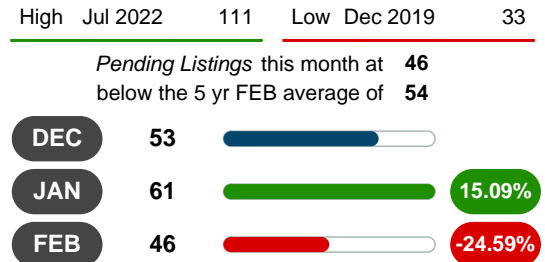 High Jul 2022 111 Low Dec 2019 33
Pending Listings this month at 46
below the 5 yr FEB average of 54
DEC 53
JAN 61 15.09%
FEB 46 -24.59%